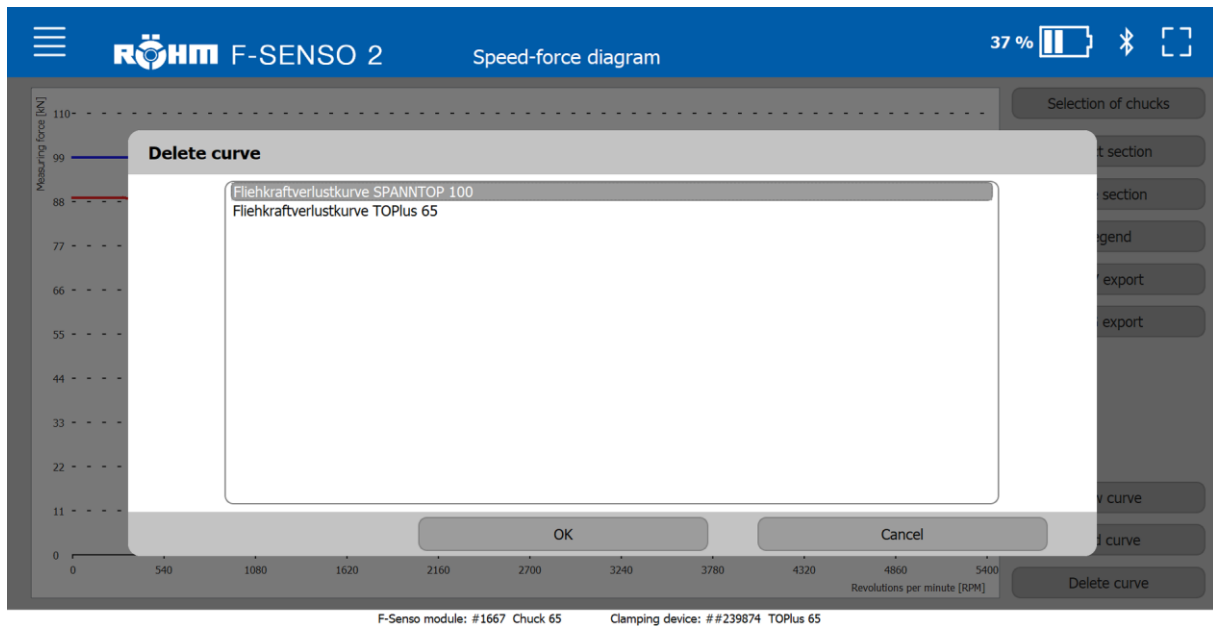 RÖHM F-SENSO 2
Speed-force diagram
37 %
Measuring force [kN]
110
99
88
77
66
55
44
33
22
11
0
0 540 1080 1620 2160 2700 3240 3780 4320 4860 5400
Revolutions per minute [RPM]
Selection of chucks
section
section
export
export
curve
curve
Delete curve
Delete curve
Fliehkraftverlustkurve SPANNTOP 100
Fliehkraftverlustkurve TOPlus 65
OK
Cancel
F-Senso module: #1667 Chuck 65 Clamping device: ##239874 TOPlus 65